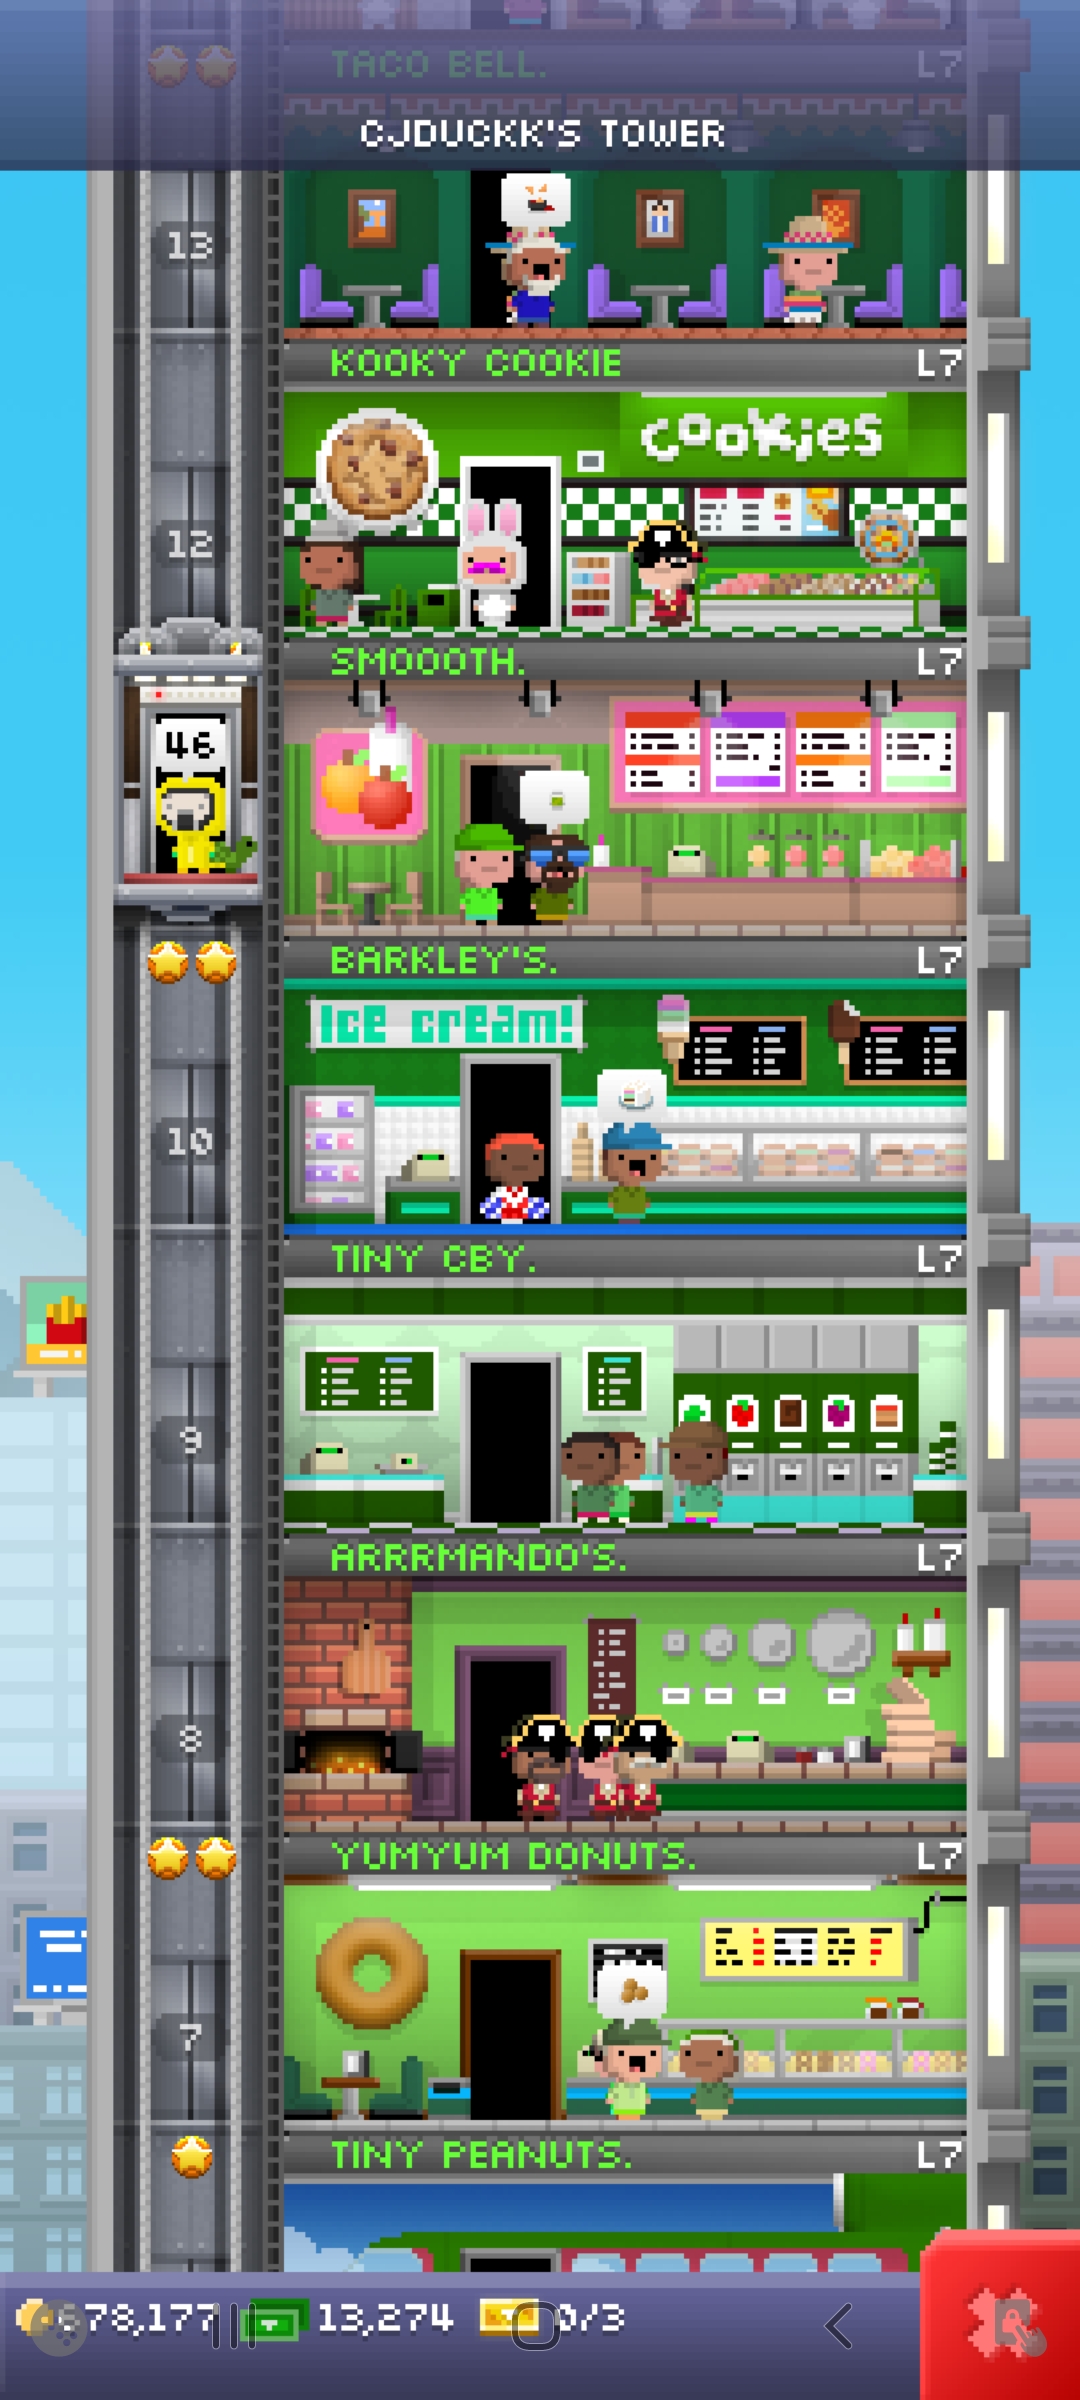 TACO BELL. L7
CJDUCKK'S TOWER
13
KOOKY COOKIE L7
cookies
12
SMOOOTH. L7
46
BARKLEY'S. L7
Ice cream!
10
TINY CBY. L7
9
ARRRMANDO'S. L7
8
YUMYUM DONUTS. L7
7
TINY PEANUTS. L7
78,177 13,274 0/3